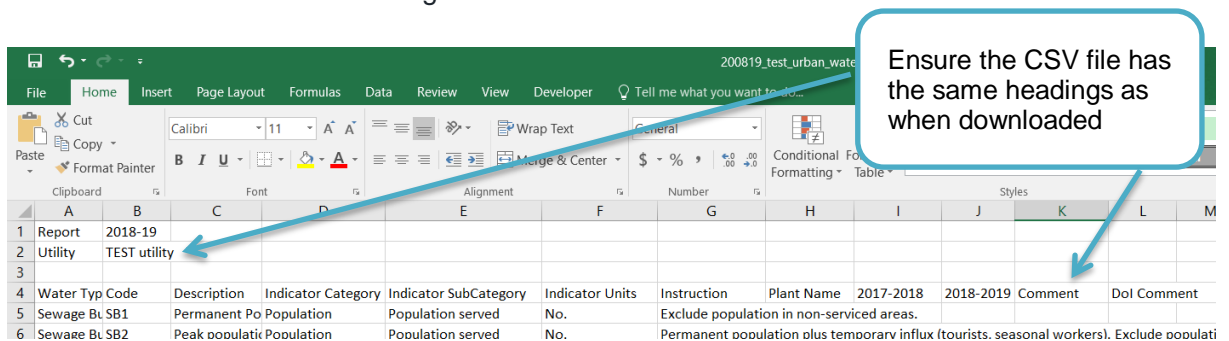 200819_test_urban_wate
Ensure the CSV file has
the same headings as
when downloaded
File Home Insert Page Layout Formulas Data Review View Developer Tell me what you want to do...
Cut
Copy
Format Painter
Paste
Calibri 11 A A
B I U A
Wrap Text
Merge & Center
General
$ % ,
Conditional
Formatting
Table
Clipboard Font Alignment Number Styles
A B C D E F G H I J K L M
1 Report 2018-19
2 Utility TEST utility
3
4 Water Typ Code Description Indicator Category Indicator SubCategory Indicator Units Instruction Plant Name 2017-2018 2018-2019 Comment DoI Comment
5 Sewage Bu SB1 Permanent Po Population Population served No. Exclude population in non-serviced areas.
6 Sewage Bu SB2 Peak populatic Population Population served No. Permanent population plus temporary influx (tourists, seasonal workers). Exclude populati